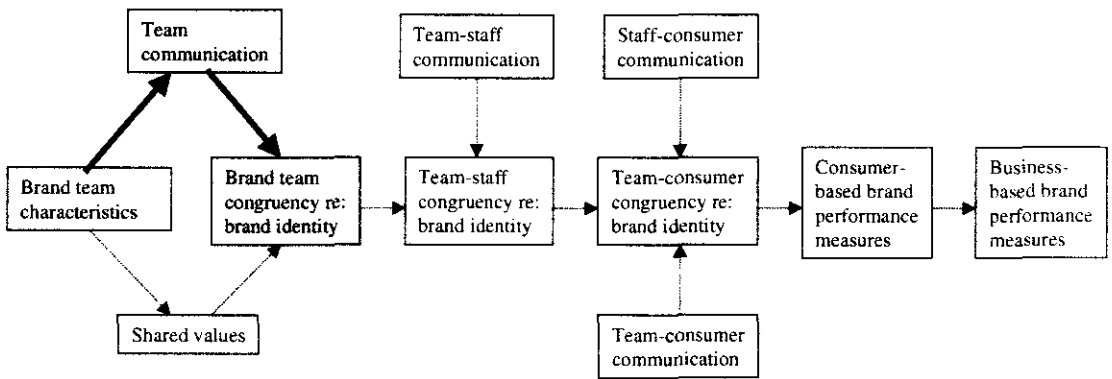 Team
communication
Team-staff
communication
Staff-consumer
communication
Brand team
characteristics
Brand team
congruency re:
brand identity
Team-staff
congruency re:
brand identity
Team-consumer
congruency re:
brand identity
Consumer-
based brand
performance
measures
Business-
based brand
performance
measures
Shared values
Team-consumer
communication